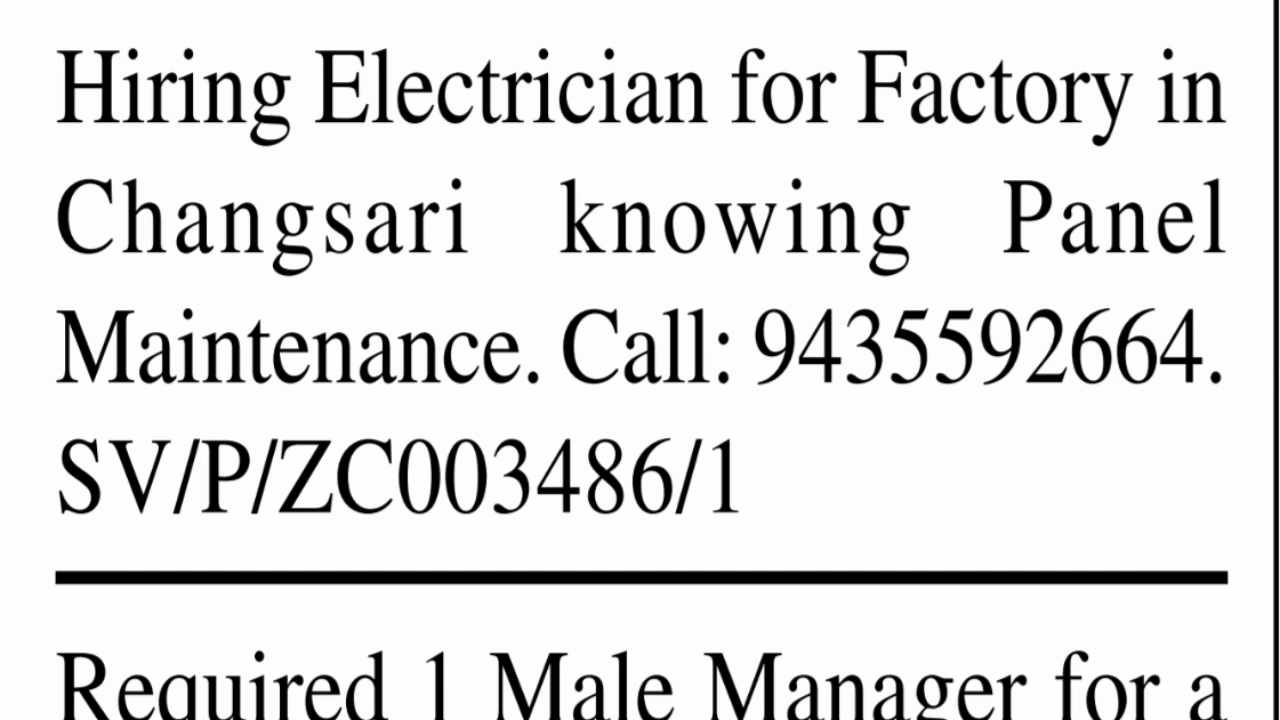 Hiring Electrician for Factory in
Changsari knowing Panel
Maintenance. Call: 9435592664.
SV/P/ZC003486/1
Required 1 Male Manager for a